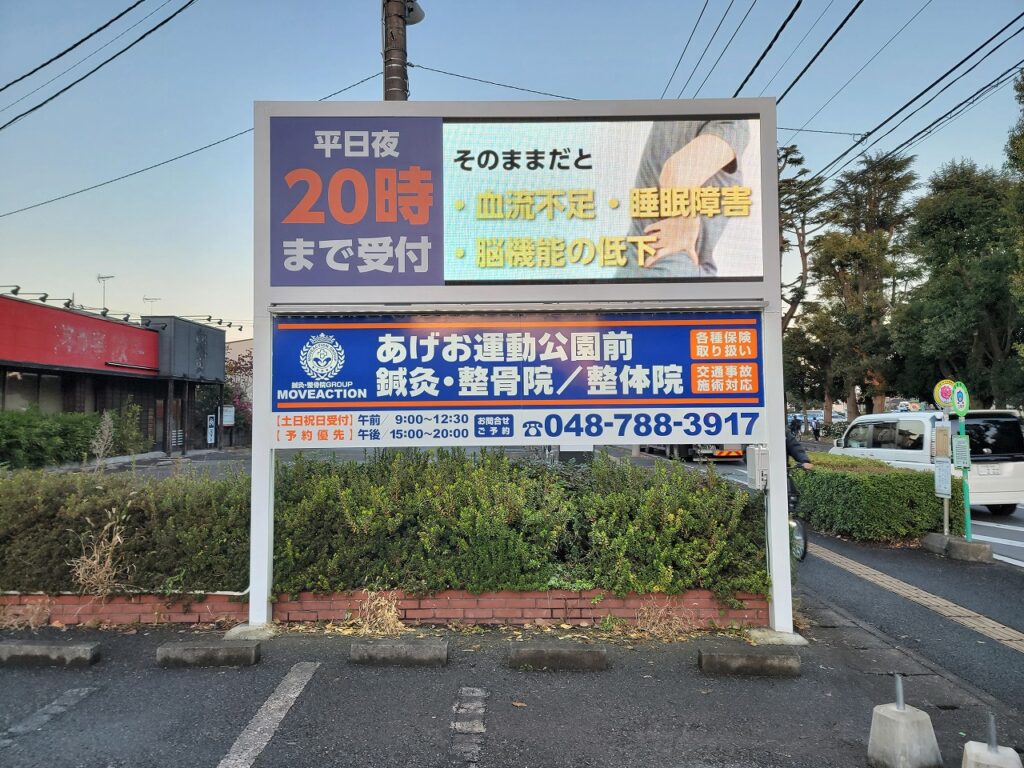 平日夜
20時
まで受付
そのままだと
・血流不足・睡眠障害
・脳機能の低下
鍼灸・整骨院GROUP
MOVEACTION
あげお運動公園前
鍼灸・整骨院／整体院
各種保険
取り扱い
交通事故
施術対応
【土日祝日受付】午前／9:00～12:30
【予約優先】午後／15:00～20:00
お問合せ
ご予約
☎048-788-3917